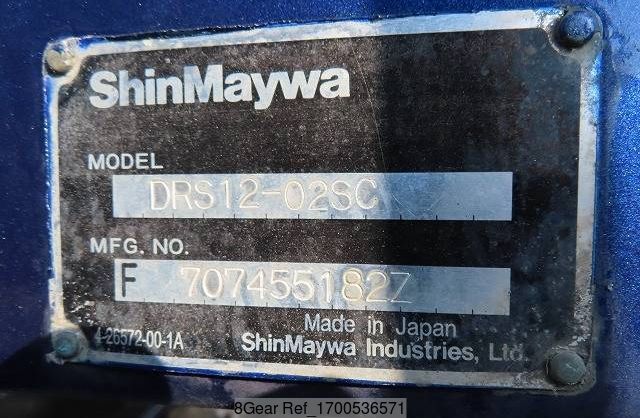 ShinMaywa
MODEL
DRS12-02SC
MFG. NO.
F 707455182Z
Made in Japan
4-26572-00-1A
ShinMaywa Industries, Ltd.
8Gear Ref_1700536571